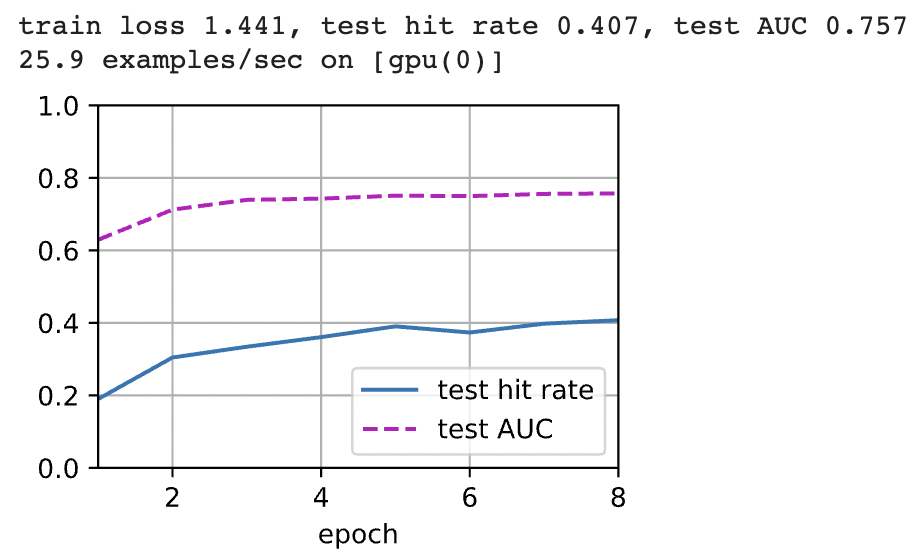 train loss 1.441, test hit rate 0.407, test AUC 0.757
25.9 examples/sec on [gpu(0)]
1.0
0.8
0.6
0.4
0.2
0.0
test hit rate
test AUC
2 4 6 8
epoch